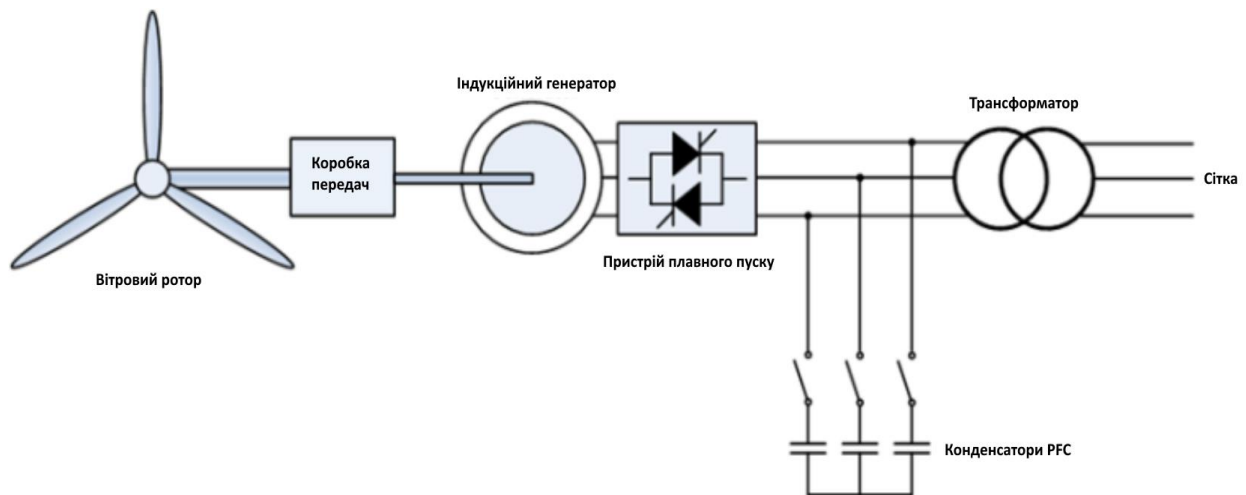 Індукційний генератор
Трансформатор
Коробка
передач
Сітка
Пристрій плавного пуску
Вітровий ротор
Конденсатори PFC